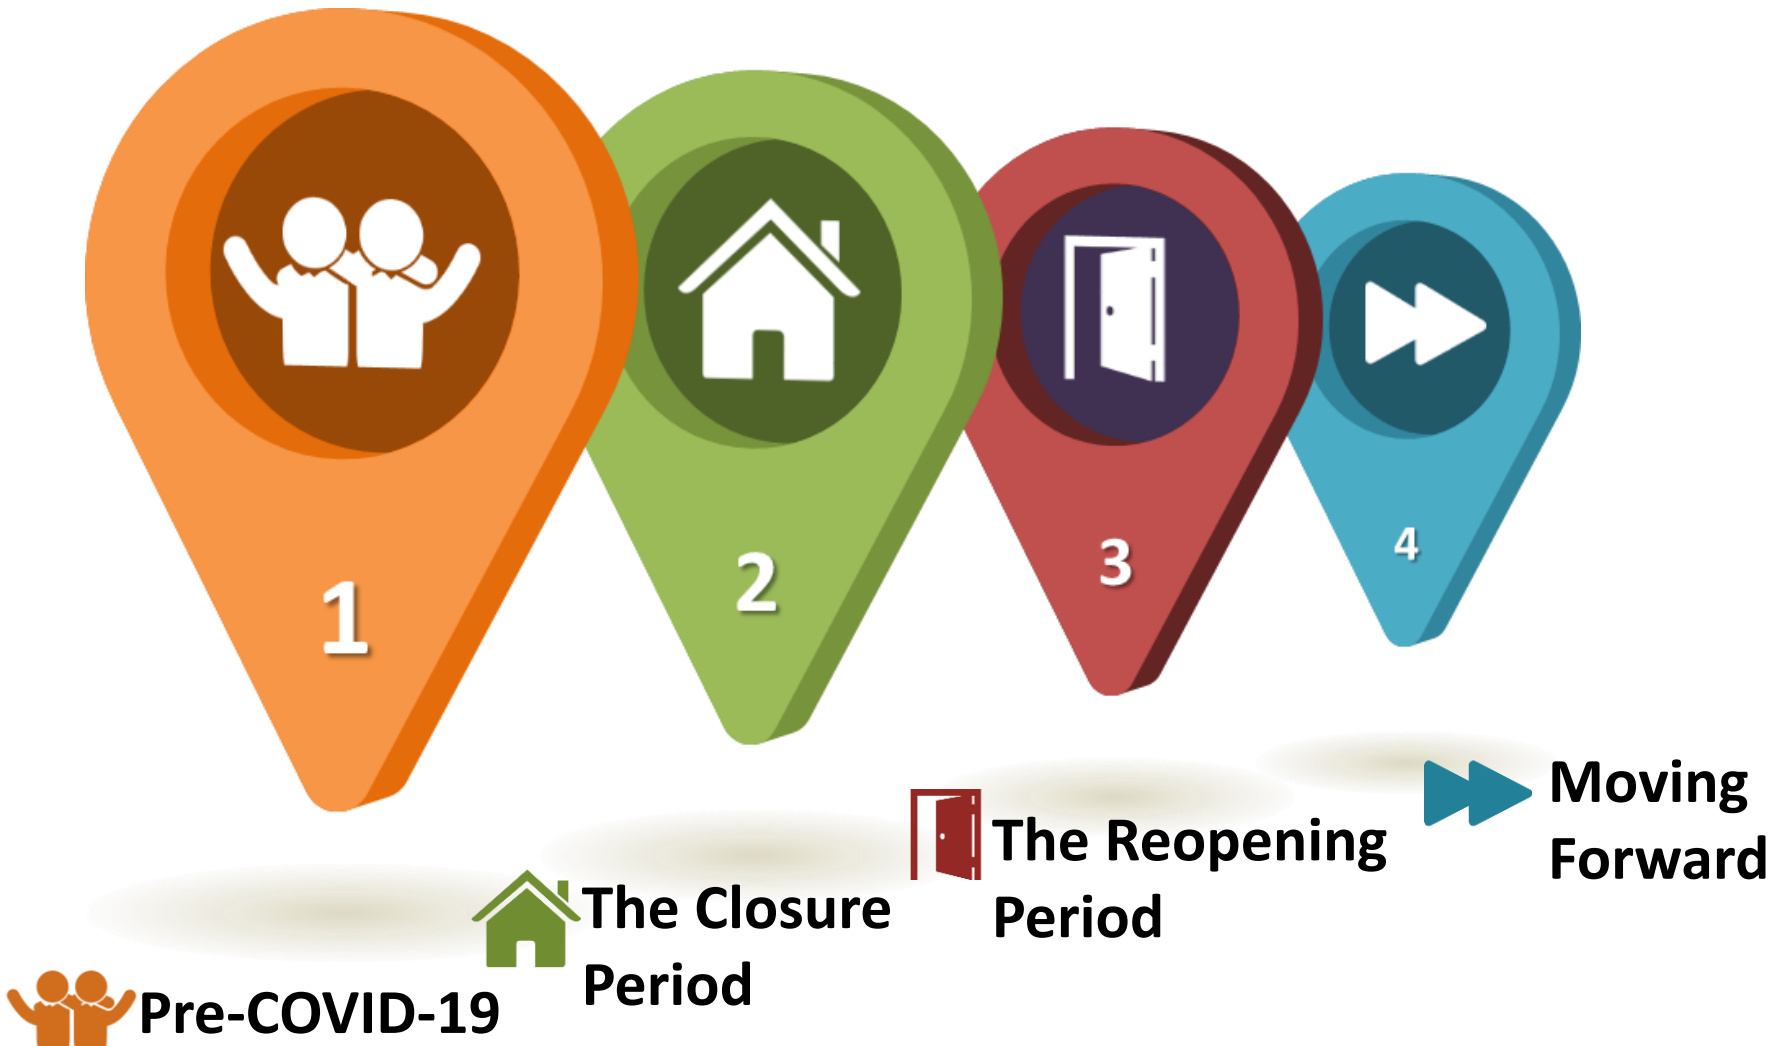 1
2
3
4
Pre-COVID-19
The Closure
Period
The Reopening
Period
Moving
Forward